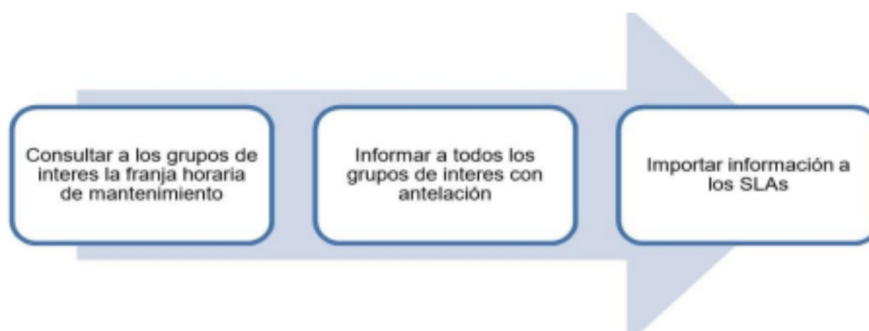 Consultar a los grupos de
interes la franja horaria
de mantenimiento
Informar a todos los
grupos de interes con
antelación
Importar información a
los SLAs